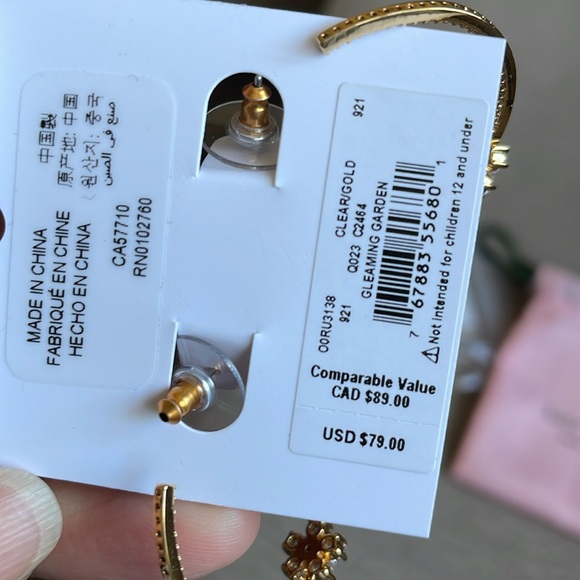 中国製
原产地: 中国
( 원산지: 중국
صنع في الصين
MADE IN CHINA
FABRIQUÉ EN CHINE
HECHO EN CHINA
CA57710
RN0102760
921
CLEAR/GOLD
Q023 C2464
GLEAMING GARDEN
O0RU3138
921
7 67883 55680 1
⚠Not intended for children 12 and under
Comparable Value
CAD $89.00
USD $79.00